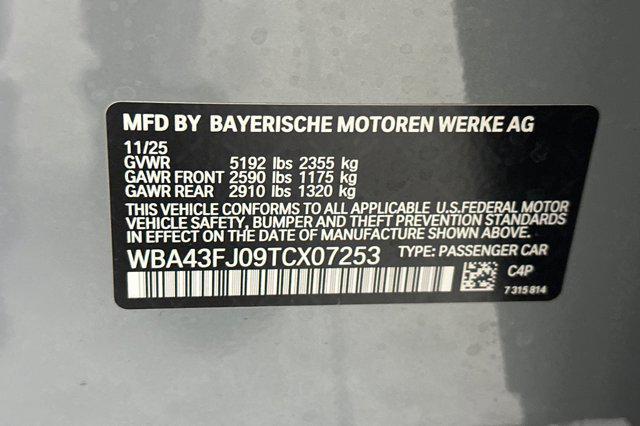 MFD BY BAYERISCHE MOTOREN WERKE AG
11/25
GVWR 5192 lbs 2355 kg
GAWR FRONT 2590 lbs 1175 kg
GAWR REAR 2910 lbs 1320 kg
THIS VEHICLE CONFORMS TO ALL APPLICABLE U.S.FEDERAL MOTOR
VEHICLE SAFETY, BUMPER AND THEFT PREVENTION STANDARDS
IN EFFECT ON THE DATE OF MANUFACTURE SHOWN ABOVE.
WBA43FJ09TCX07253 TYPE: PASSENGER CAR
C4P
7 315 814